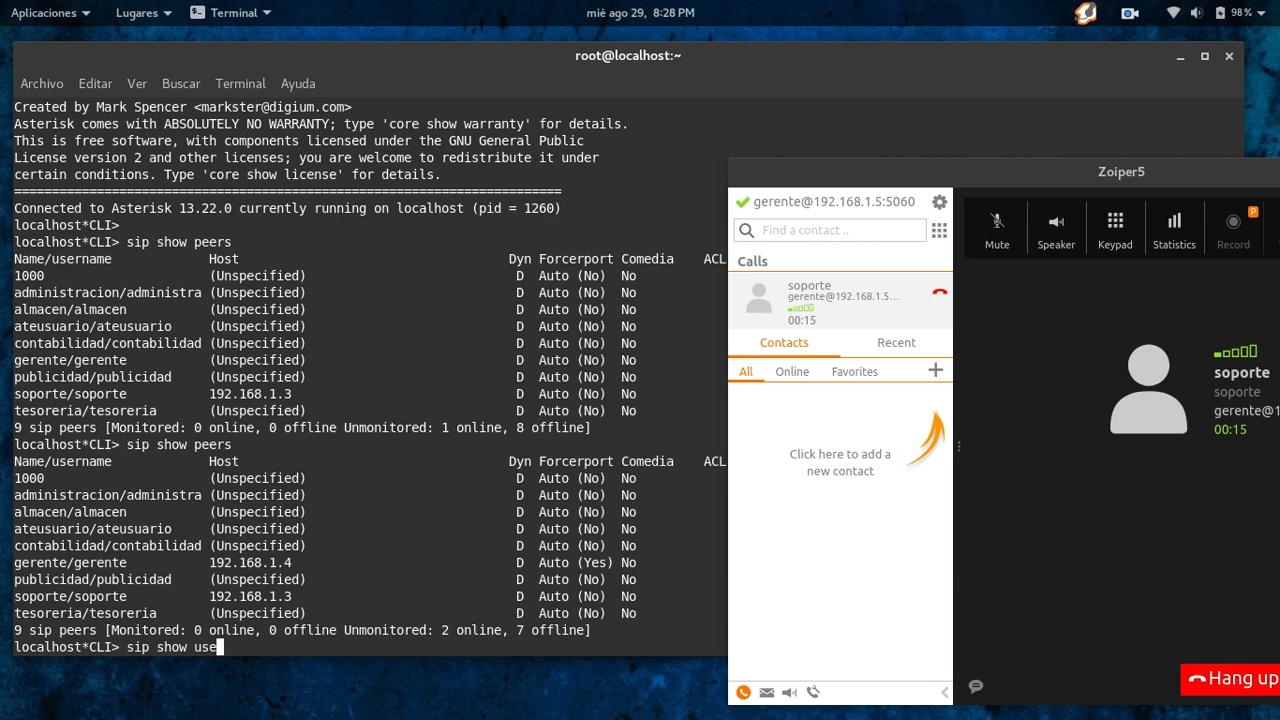 Aplicaciones Lugares Terminal mié ago 29, 8:28 PM 98%
root@localhost:~
Archivo Editar Ver Buscar Terminal Ayuda
Created by Mark Spencer <markster@digium.com>
Asterisk comes with ABSOLUTELY NO WARRANTY; type 'core show warranty' for details.
This is free software, with components licensed under the GNU General Public
License version 2 and other licenses; you are welcome to redistribute it under
certain conditions. Type 'core show license' for details.
=========================================================================
Connected to Asterisk 13.22.0 currently running on localhost (pid = 1260)
localhost*CLI>
localhost*CLI> sip show peers
Name/username Host Dyn Forcerport Comedia ACL
1000 (Unspecified) D Auto (No) No
administracion/administra (Unspecified) D Auto (No) No
almacen/almacen (Unspecified) D Auto (No) No
ateusuario/ateusuario (Unspecified) D Auto (No) No
contabilidad/contabilidad (Unspecified) D Auto (No) No
gerente/gerente (Unspecified) D Auto (No) No
publicidad/publicidad (Unspecified) D Auto (No) No
soporte/soporte 192.168.1.3 D Auto (No) No
tesoreria/tesoreria (Unspecified) D Auto (No) No
9 sip peers [Monitored: 0 online, 0 offline Unmonitored: 1 online, 8 offline]
localhost*CLI> sip show peers
Name/username Host Dyn Forcerport Comedia ACL
1000 (Unspecified) D Auto (No) No
administracion/administra (Unspecified) D Auto (No) No
almacen/almacen (Unspecified) D Auto (No) No
ateusuario/ateusuario (Unspecified) D Auto (No) No
contabilidad/contabilidad (Unspecified) D Auto (No) No
gerente/gerente 192.168.1.4 D Auto (Yes) No
publicidad/publicidad (Unspecified) D Auto (No) No
soporte/soporte 192.168.1.3 D Auto (No) No
tesoreria/tesoreria (Unspecified) D Auto (No) No
9 sip peers [Monitored: 0 online, 0 offline Unmonitored: 2 online, 7 offline]
localhost*CLI> sip show use
Zoiper5
gerente@192.168.1.5:5060
Find a contact ..
Calls
soporte
gerente@192.168.1.5...
00:15
Contacts Recent
All Online Favorites
Click here to add a
new contact
P
Mute Speaker Keypad Statistics Record
soporte
soporte
gerente@1
00:15
Hang up